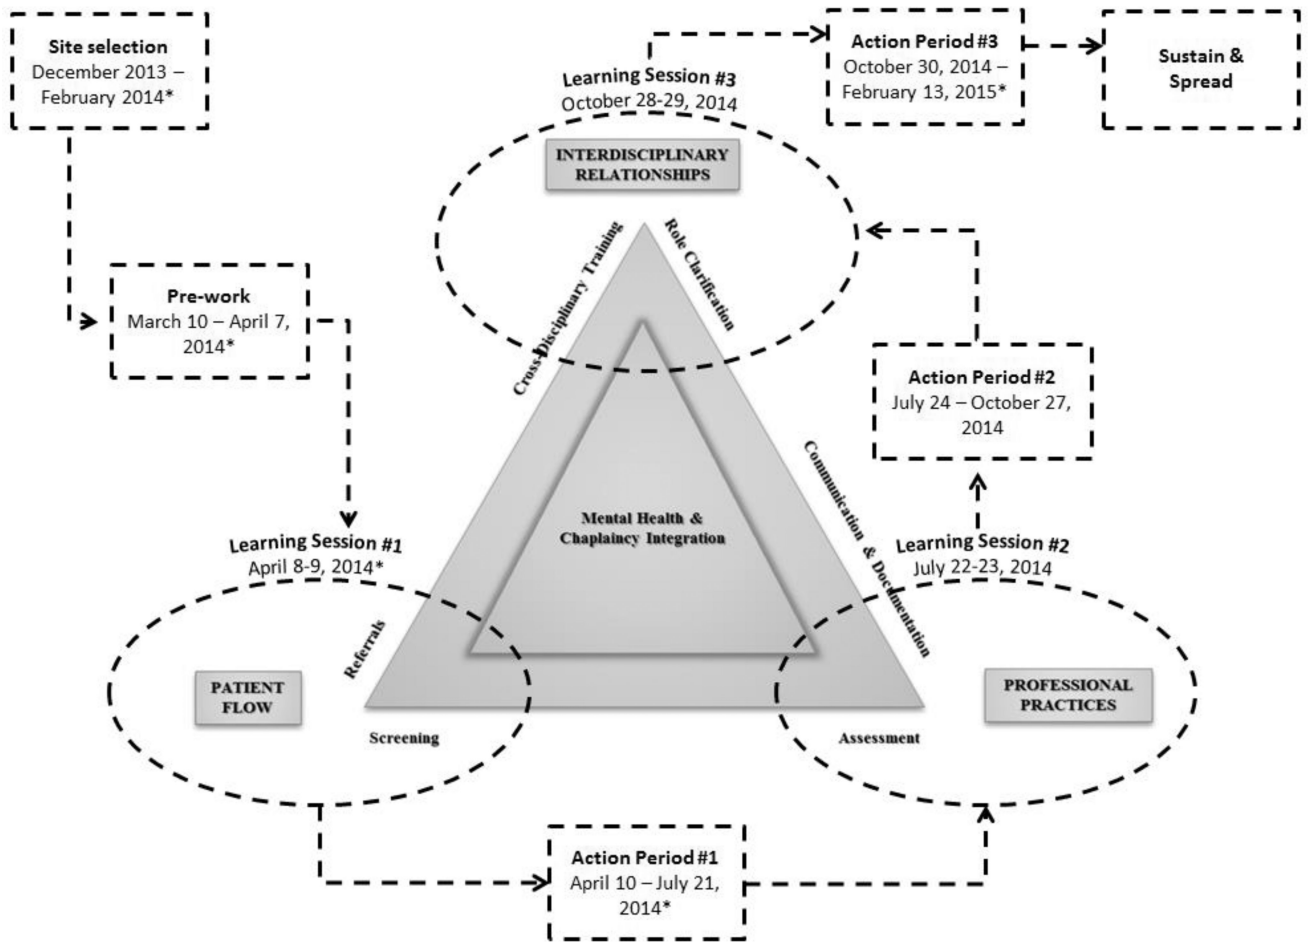 Site selection
December 2013 –
February 2014*
Pre-work
March 10 – April 7,
2014*
Learning Session #1
April 8-9, 2014*
PATIENT
FLOW
Referrals
Screening
Action Period #1
April 10 – July 21,
2014*
Learning Session #2
July 22-23, 2014
PROFESSIONAL
PRACTICES
Communication & Documentation
Assessment
Action Period #2
July 24 – October 27,
2014
Learning Session #3
October 28-29, 2014
INTERDISCIPLINARY
RELATIONSHIPS
Cross-Disciplinary Training
Role Clarification
Mental Health &
Chaplaincy Integration
Action Period #3
October 30, 2014 –
February 13, 2015*
Sustain &
Spread